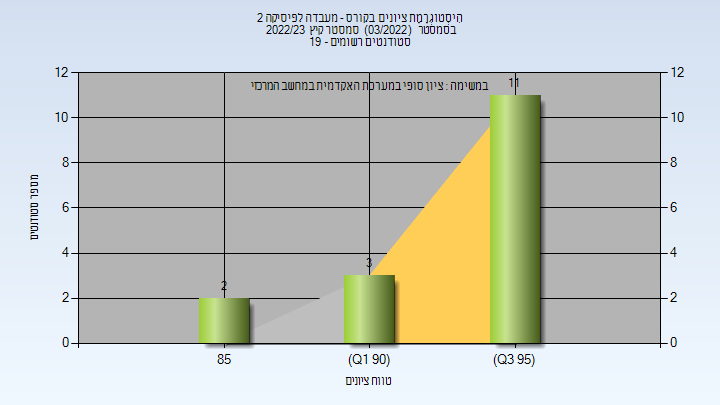 היסטוגרמת ציונים בקורס - מעבדה לפיסיקה 2
בסמסטר (03/2022) סמסטר קיץ 2022/23
סטודנטים רשומים - 19
במשימה : ציון סופי במערכת האקדמית במחשב המרכזי
12 12
10 10
8 8
6 6
4 4
2 2
0 0
2
3
11
מספר סטודנטים
85
(Q1 90)
(Q3 95)
טווח ציונים